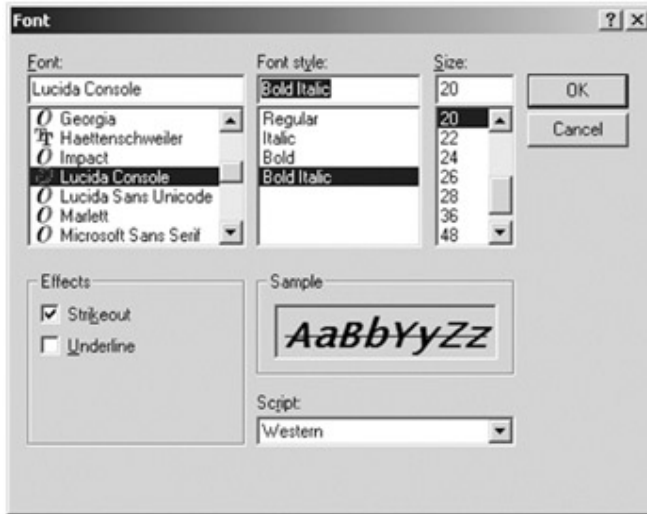 Font
Font:
Lucida Console
Georgia
Haettenschweiler
Impact
Lucida Console
Lucida Sans Unicode
Marlett
Microsoft Sans Serif
Font style:
Bold Italic
Regular
Italic
Bold
Bold Italic
Size:
20
20
22
24
26
28
36
48
OK
Cancel
Effects
Strikeout
Underline
Sample
AaBbYyZz
Script:
Western